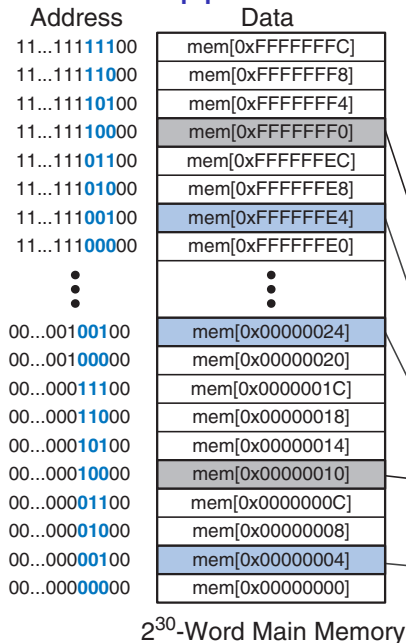 Address Data
11...11111100 mem[0xFFFFFFFC]
11...11111000 mem[0xFFFFFFF8]
11...11110100 mem[0xFFFFFFF4]
11...11110000 mem[0xFFFFFFF0]
11...11101100 mem[0xFFFFFFEC]
11...11101000 mem[0xFFFFFFE8]
11...11100100 mem[0xFFFFFFE4]
11...11100000 mem[0xFFFFFFE0]
00...00100100 mem[0x00000024]
00...00100000 mem[0x00000020]
00...00011100 mem[0x0000001C]
00...00011000 mem[0x00000018]
00...00010100 mem[0x00000014]
00...00010000 mem[0x00000010]
00...00001100 mem[0x0000000C]
00...00001000 mem[0x00000008]
00...00000100 mem[0x00000004]
00...00000000 mem[0x00000000]
2³⁰-Word Main Memory